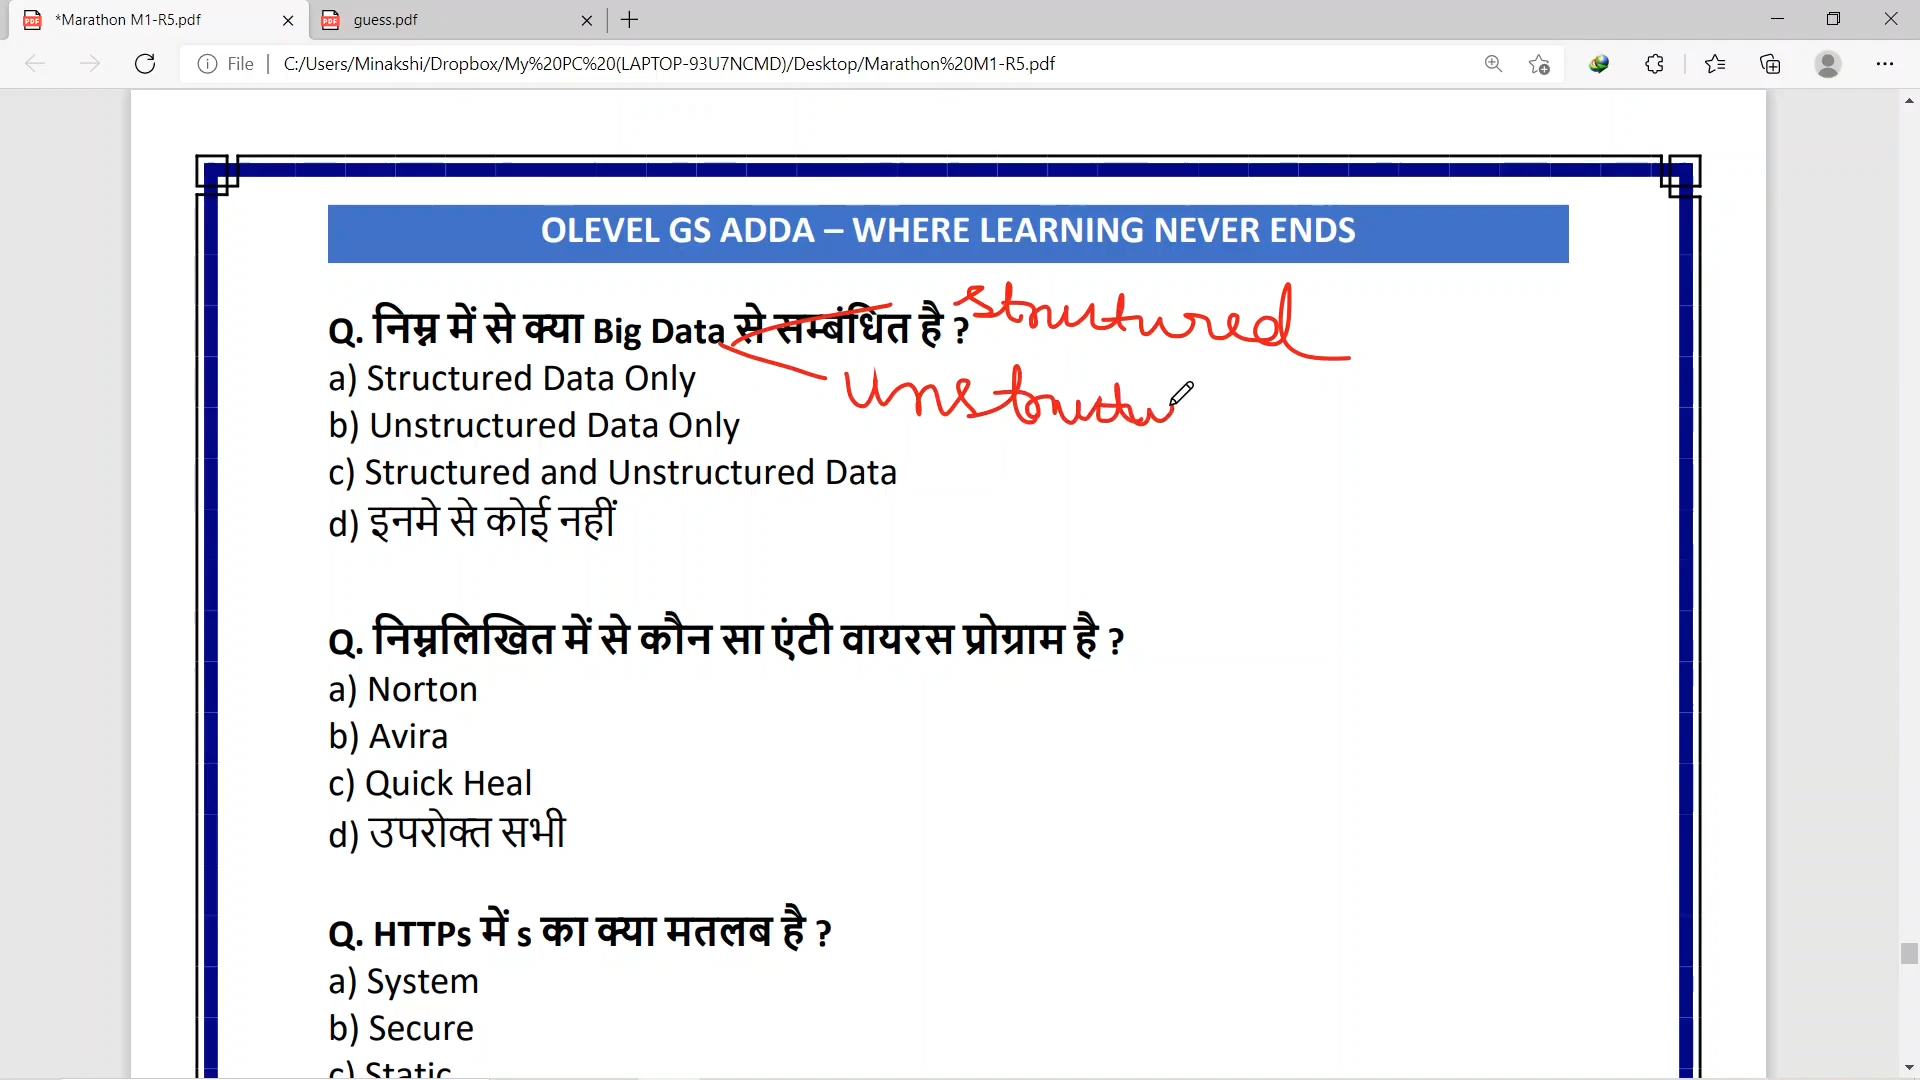 *Marathon M1-R5.pdf
guess.pdf
File
C:/Users/Minakshi/Dropbox/My%20PC%20(LAPTOP-93U7NCMD)/Desktop/Marathon%20M1-R5.pdf
OLEVEL GS ADDA – WHERE LEARNING NEVER ENDS
Q. निम्न में से क्या Big Data से सम्बंधित है ?
structured
a) Structured Data Only
unstructu
b) Unstructured Data Only
c) Structured and Unstructured Data
d) इनमे से कोई नहीं
Q. निम्नलिखित में से कौन सा एंटी वायरस प्रोग्राम है ?
a) Norton
b) Avira
c) Quick Heal
d) उपरोक्त सभी
Q. HTTPs में s का क्या मतलब है ?
a) System
b) Secure
c) Static